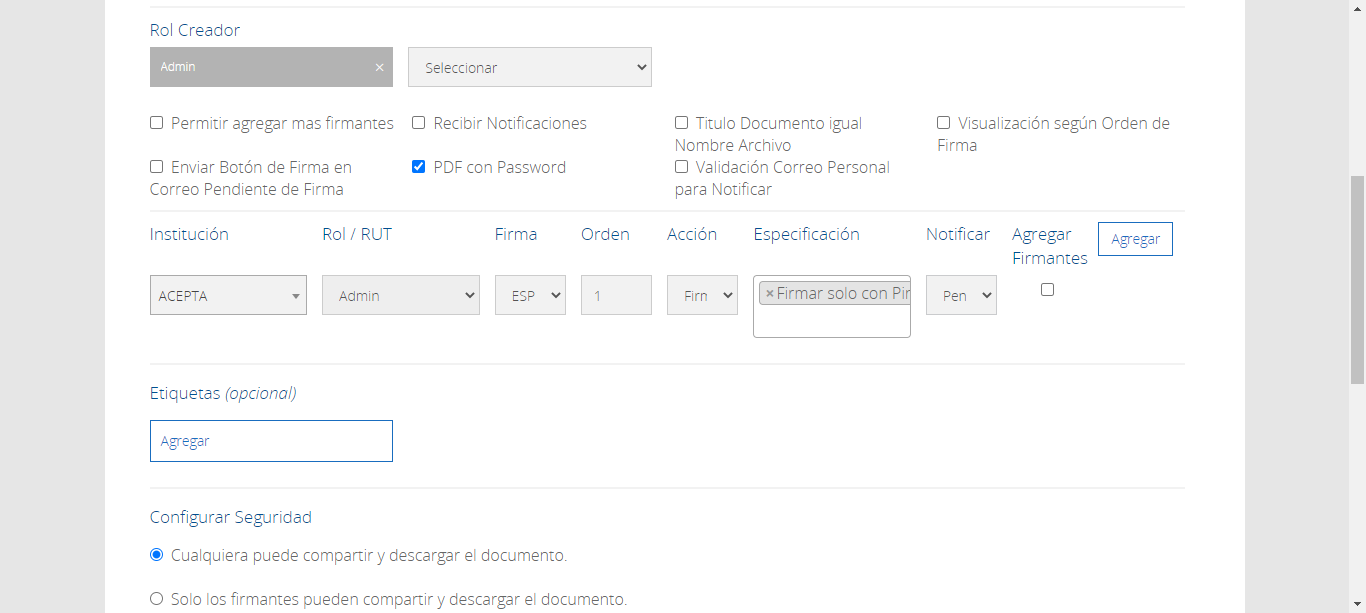 Rol Creador
Admin ×
Seleccionar
Permitir agregar mas firmantes
Recibir Notificaciones
Titulo Documento igual
Nombre Archivo
Visualización según Orden de
Firma
Enviar Botón de Firma en
Correo Pendiente de Firma
PDF con Password
Validación Correo Personal
para Notificar
Institución
Rol / RUT
Firma
Orden
Acción
Especificación
Notificar
Agregar
Firmantes
Agregar
ACEPTA
Admin
ESP
1
Firn
×Firmar solo con Pin
Pen
Etiquetas (opcional)
Agregar
Configurar Seguridad
Cualquiera puede compartir y descargar el documento.
Solo los firmantes pueden compartir y descargar el documento.